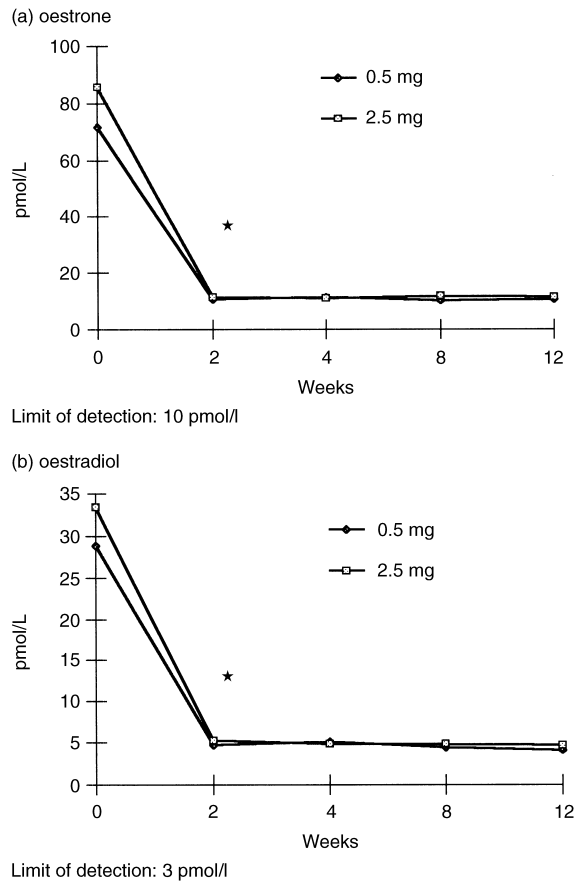 (a) oestrone
100
80
60
40
20
0
pmol/L
0.5 mg
2.5 mg
0 2 4 8 12
Weeks
Limit of detection: 10 pmol/l
(b) oestradiol
35
30
25
20
15
10
5
0
pmol/L
0.5 mg
2.5 mg
0 2 4 8 12
Weeks
Limit of detection: 3 pmol/l